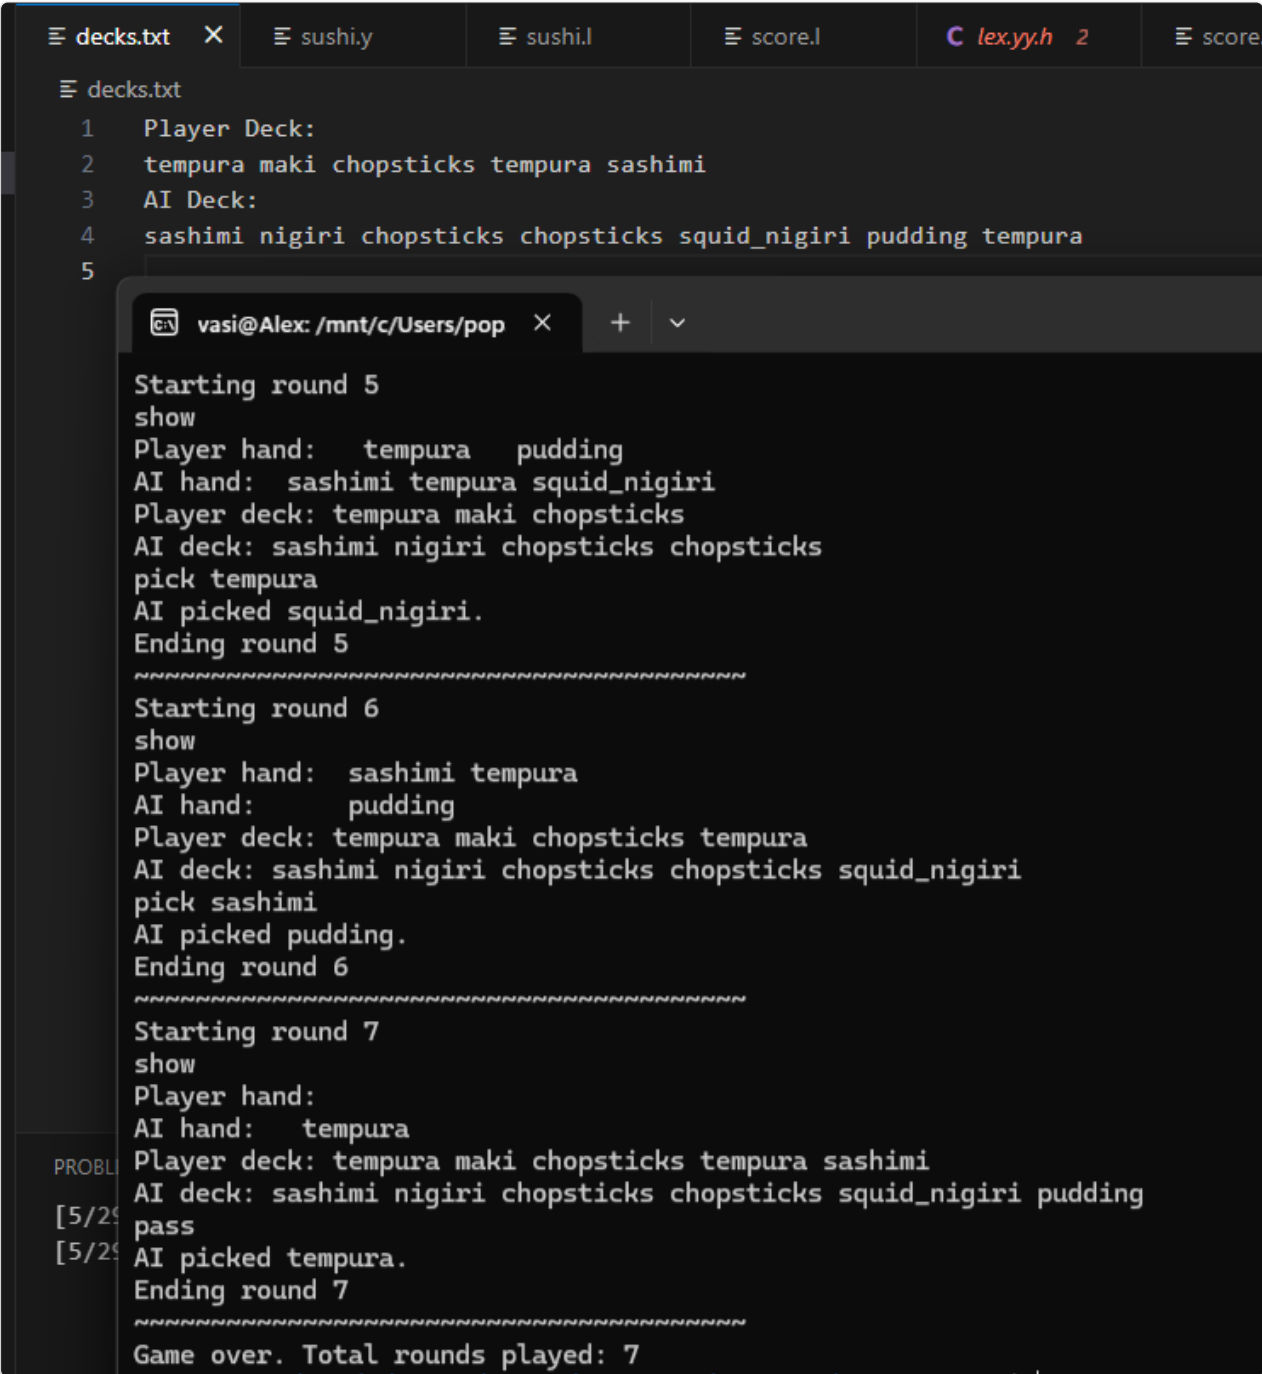 decks.txt sushi.y sushi.l score.l C lex.yy.h 2 score.
decks.txt
1 Player Deck:
2 tempura maki chopsticks tempura sashimi
3 AI Deck:
4 sashimi nigiri chopsticks chopsticks squid_nigiri pudding tempura
5
vasi@Alex: /mnt/c/Users/pop
Starting round 5
show
Player hand:   tempura   pudding
AI hand:  sashimi tempura squid_nigiri
Player deck: tempura maki chopsticks
AI deck: sashimi nigiri chopsticks chopsticks
pick tempura
AI picked squid_nigiri.
Ending round 5
~~~~~~~~~~~~~~~~~~~~~~~~~~~~~~~~~~~~~~~~
Starting round 6
show
Player hand:  sashimi tempura
AI hand:      pudding
Player deck: tempura maki chopsticks tempura
AI deck: sashimi nigiri chopsticks chopsticks squid_nigiri
pick sashimi
AI picked pudding.
Ending round 6
~~~~~~~~~~~~~~~~~~~~~~~~~~~~~~~~~~~~~~~~
Starting round 7
show
Player hand:
AI hand:   tempura
Player deck: tempura maki chopsticks tempura sashimi
AI deck: sashimi nigiri chopsticks chopsticks squid_nigiri pudding
pass
AI picked tempura.
Ending round 7
~~~~~~~~~~~~~~~~~~~~~~~~~~~~~~~~~~~~~~~~
Game over. Total rounds played: 7
PROBL
[5/29
[5/29